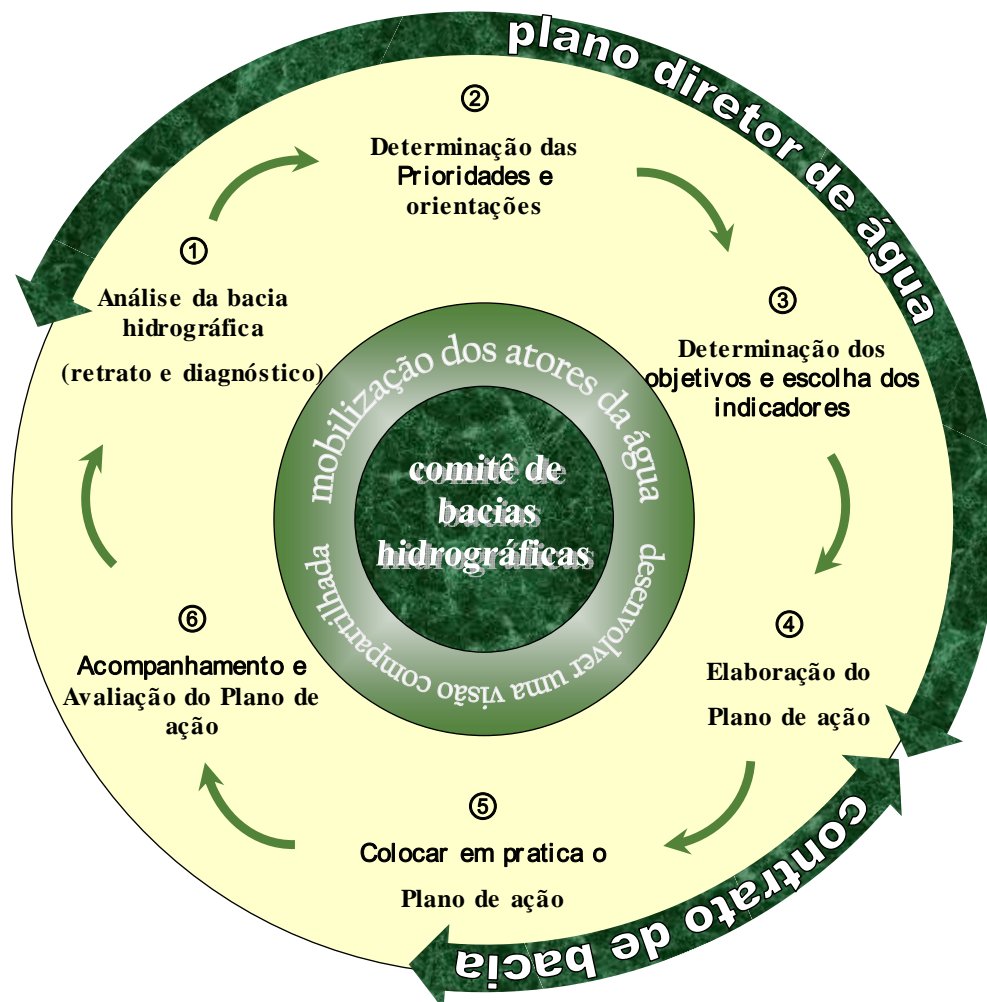 plano diretor de água
②
Determinação das
Prioridades e
orientações
①
Análise da bacia
hidrográfica
(retrato e diagnóstico)
③
Determinação dos
objetivos e escolha dos
indicadores
mobilização dos atores da água
comitê de
bacias
hidrográficas
desenvolver uma visão compartilhada
④
Elaboração do
Plano de ação
⑥
Acompanhamento e
Avaliação do Plano de
ação
⑤
Colocar em pratica o
Plano de ação
contrato de bacia